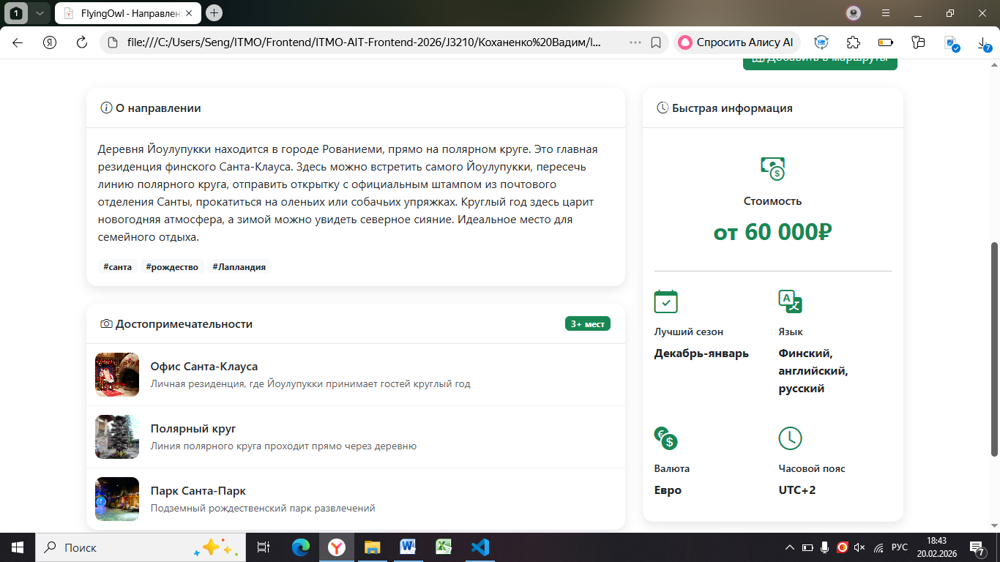 1
FlyingOwl - Направлен
file:///C:/Users/Seng/ITMO/Frontend/ITMO-AIT-Frontend-2026/J3210/Коханенко%20Вадим/l...
Спросить Алису AI
7
Добавить в маршруты
О направлении
Деревня Йоулупукки находится в городе Рованиеми, прямо на полярном круге. Это главная
резиденция финского Санта-Клауса. Здесь можно встретить самого Йоулупукки, пересечь
линию полярного круга, отправить открытку с официальным штампом из почтового
отделения Санты, прокатиться на оленьих или собачьих упряжках. Круглый год здесь царит
новогодняя атмосфера, а зимой можно увидеть северное сияние. Идеальное место для
семейного отдыха.
#санта #рождество #Лапландия
Достопримечательности
3+ мест
Офис Санта-Клауса
Личная резиденция, где Йоулупукки принимает гостей круглый год
Полярный круг
Линия полярного круга проходит прямо через деревню
Парк Санта-Парк
Подземный рождественский парк развлечений
Быстрая информация
Стоимость
от 60 000₽
Лучший сезон
Декабрь-январь
Язык
Финский,
английский,
русский
Валюта
Евро
Часовой пояс
UTC+2
Поиск
РУС
18:43
20.02.2026
7